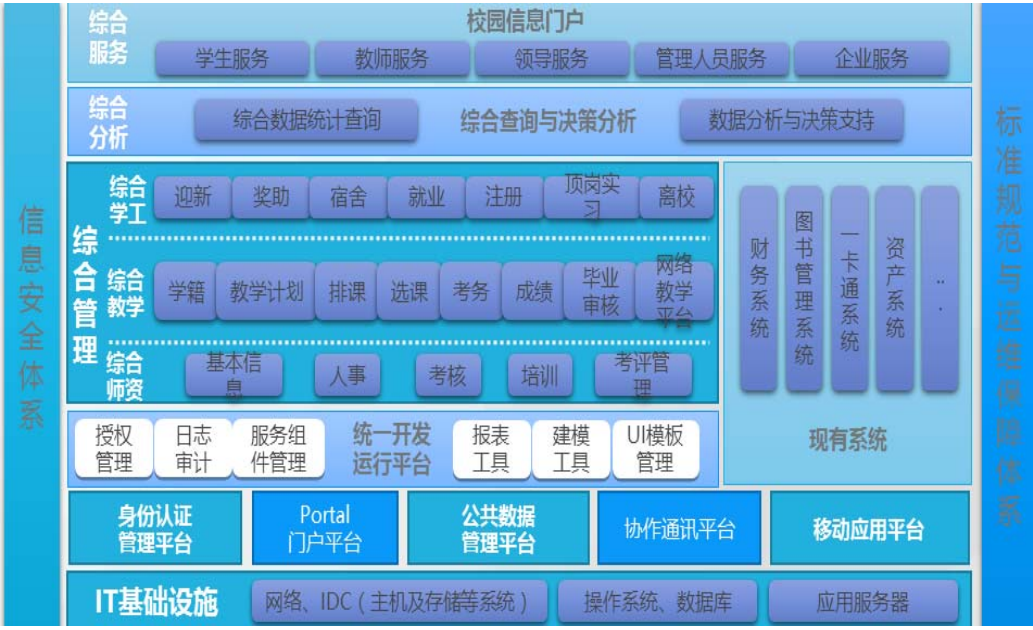 综合
服务
校园信息门户
学生服务
教师服务
领导服务
管理人员服务
企业服务
综合
分析
综合数据统计查询
综合查询与决策分析
数据分析与决策支持
信息安全体系
综合管理
综合
学工
迎新
奖助
宿舍
就业
注册
顶岗实
习
离校
综合
教学
学籍
教学计划
排课
选课
考务
成绩
毕业
审核
网络
教学
平台
综合
师资
基本信
息
人事
考核
培训
考评管
理
财务系统
图书管理系统
一卡通系统
资产系统
...
现有系统
标准规范与运维保障体系
授权
管理
日志
审计
服务组
件管理
统一开发
运行平台
报表
工具
建模
工具
UI模板
管理
身份认证
管理平台
Portal
门户平台
公共数据
管理平台
协作通讯平台
移动应用平台
IT基础设施
网络、IDC（主机及存储等系统）
操作系统、数据库
应用服务器